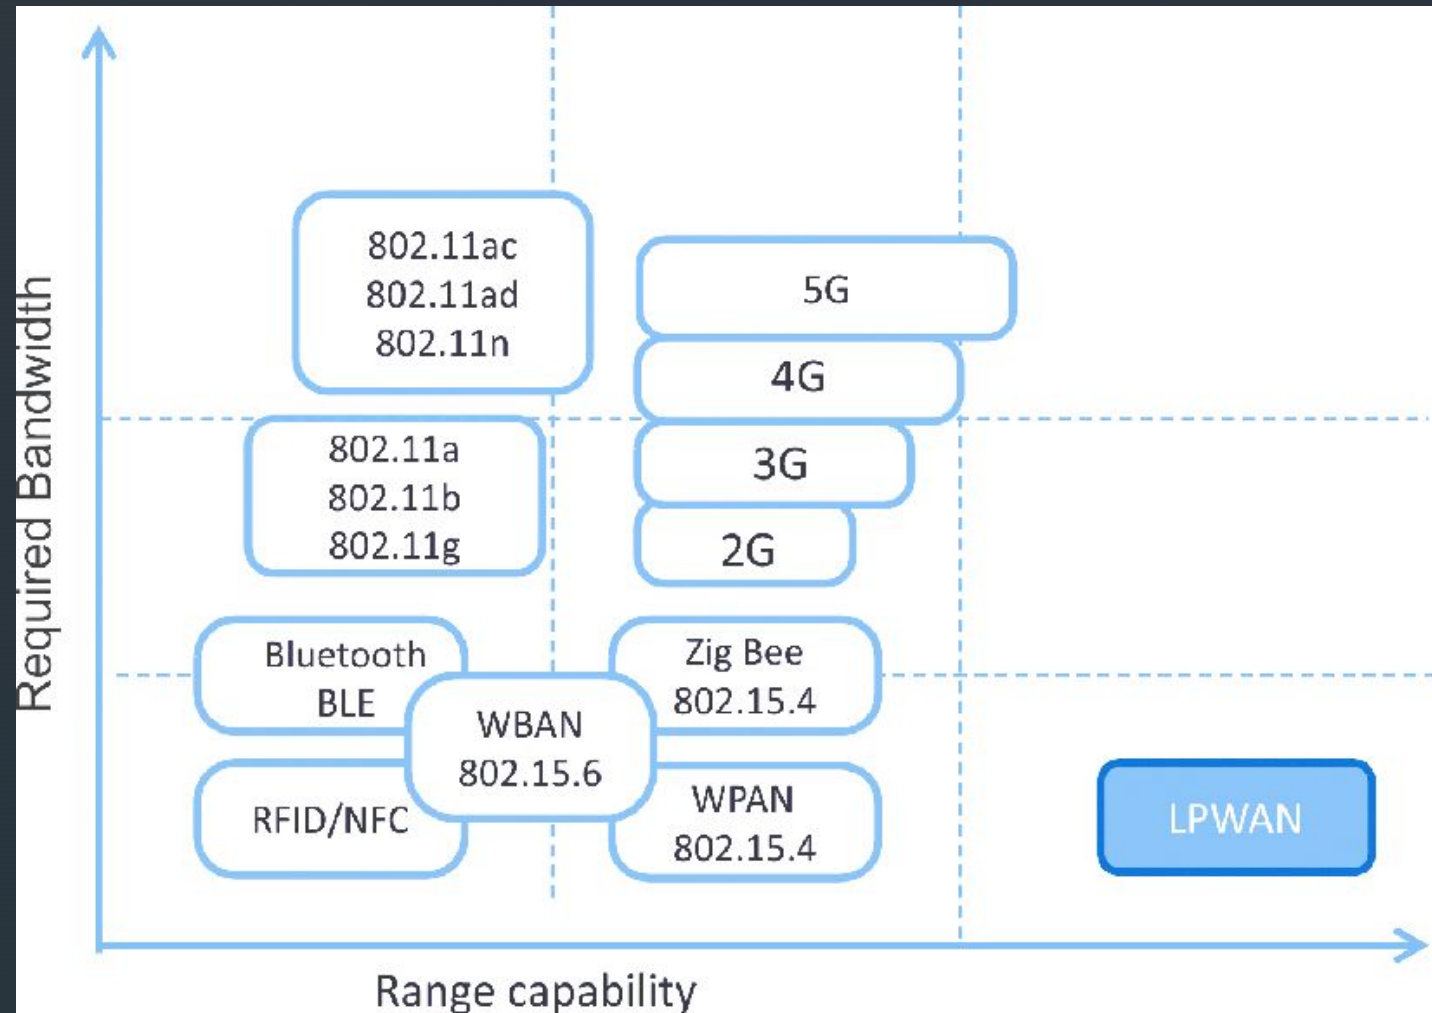 Required Bandwidth
802.11ac
802.11ad
802.11n
5G
4G
802.11a
802.11b
802.11g
3G
2G
Bluetooth
BLE
Zig Bee
802.15.4
WBAN
802.15.6
RFID/NFC
WPAN
802.15.4
LPWAN
Range capability